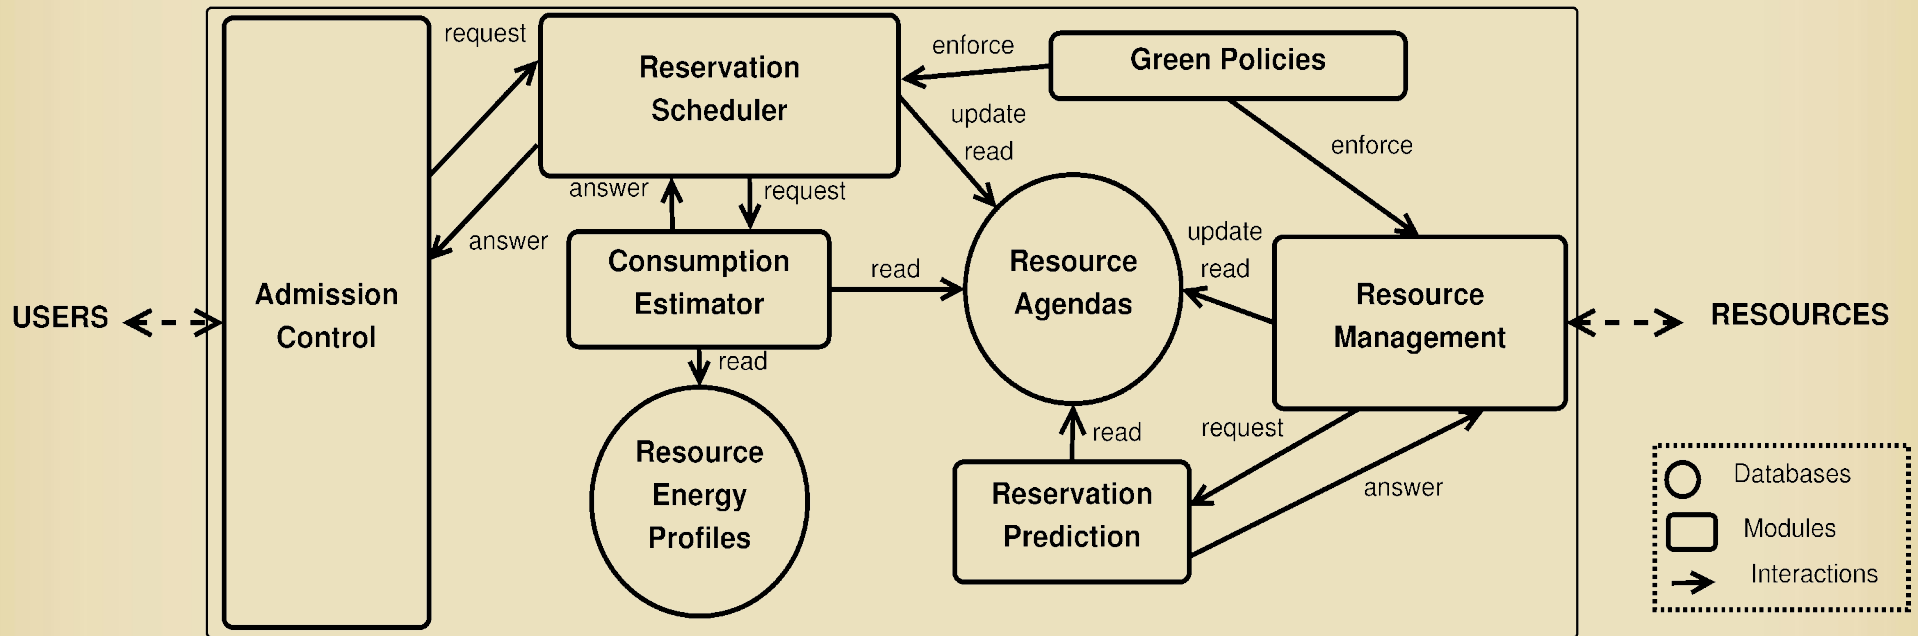 request
Reservation
Scheduler
enforce
Green Policies
update
read
enforce
answer
request
answer
Consumption
Estimator
read
Resource
Agendas
update
read
Admission
Control
USERS
Resource
Management
RESOURCES
read
Resource
Energy
Profiles
read
request
answer
Reservation
Prediction
Databases
Modules
Interactions